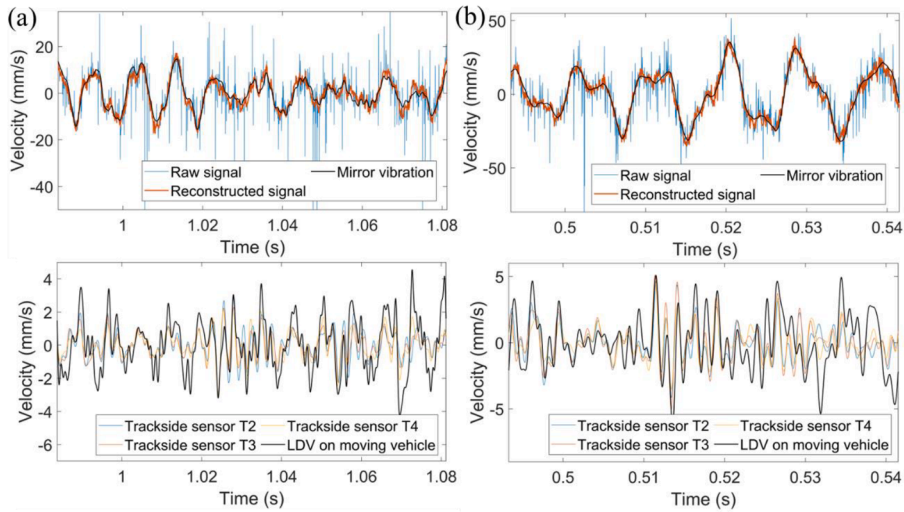 (a)
20
0
-20
-40
Velocity (mm/s)
Raw signal
Mirror vibration
Reconstructed signal
1
1.02
1.04
1.06
1.08
Time (s)
(b)
50
0
-50
Velocity (mm/s)
Raw signal
Mirror vibration
Reconstructed signal
0.5
0.51
0.52
0.53
0.54
Time (s)
4
2
0
-2
-4
-6
Velocity (mm/s)
Trackside sensor T2
Trackside sensor T4
Trackside sensor T3
LDV on moving vehicle
1
1.02
1.04
1.06
1.08
Time (s)
5
0
-5
Velocity (mm/s)
Trackside sensor T2
Trackside sensor T4
Trackside sensor T3
LDV on moving vehicle
0.5
0.51
0.52
0.53
0.54
Time (s)